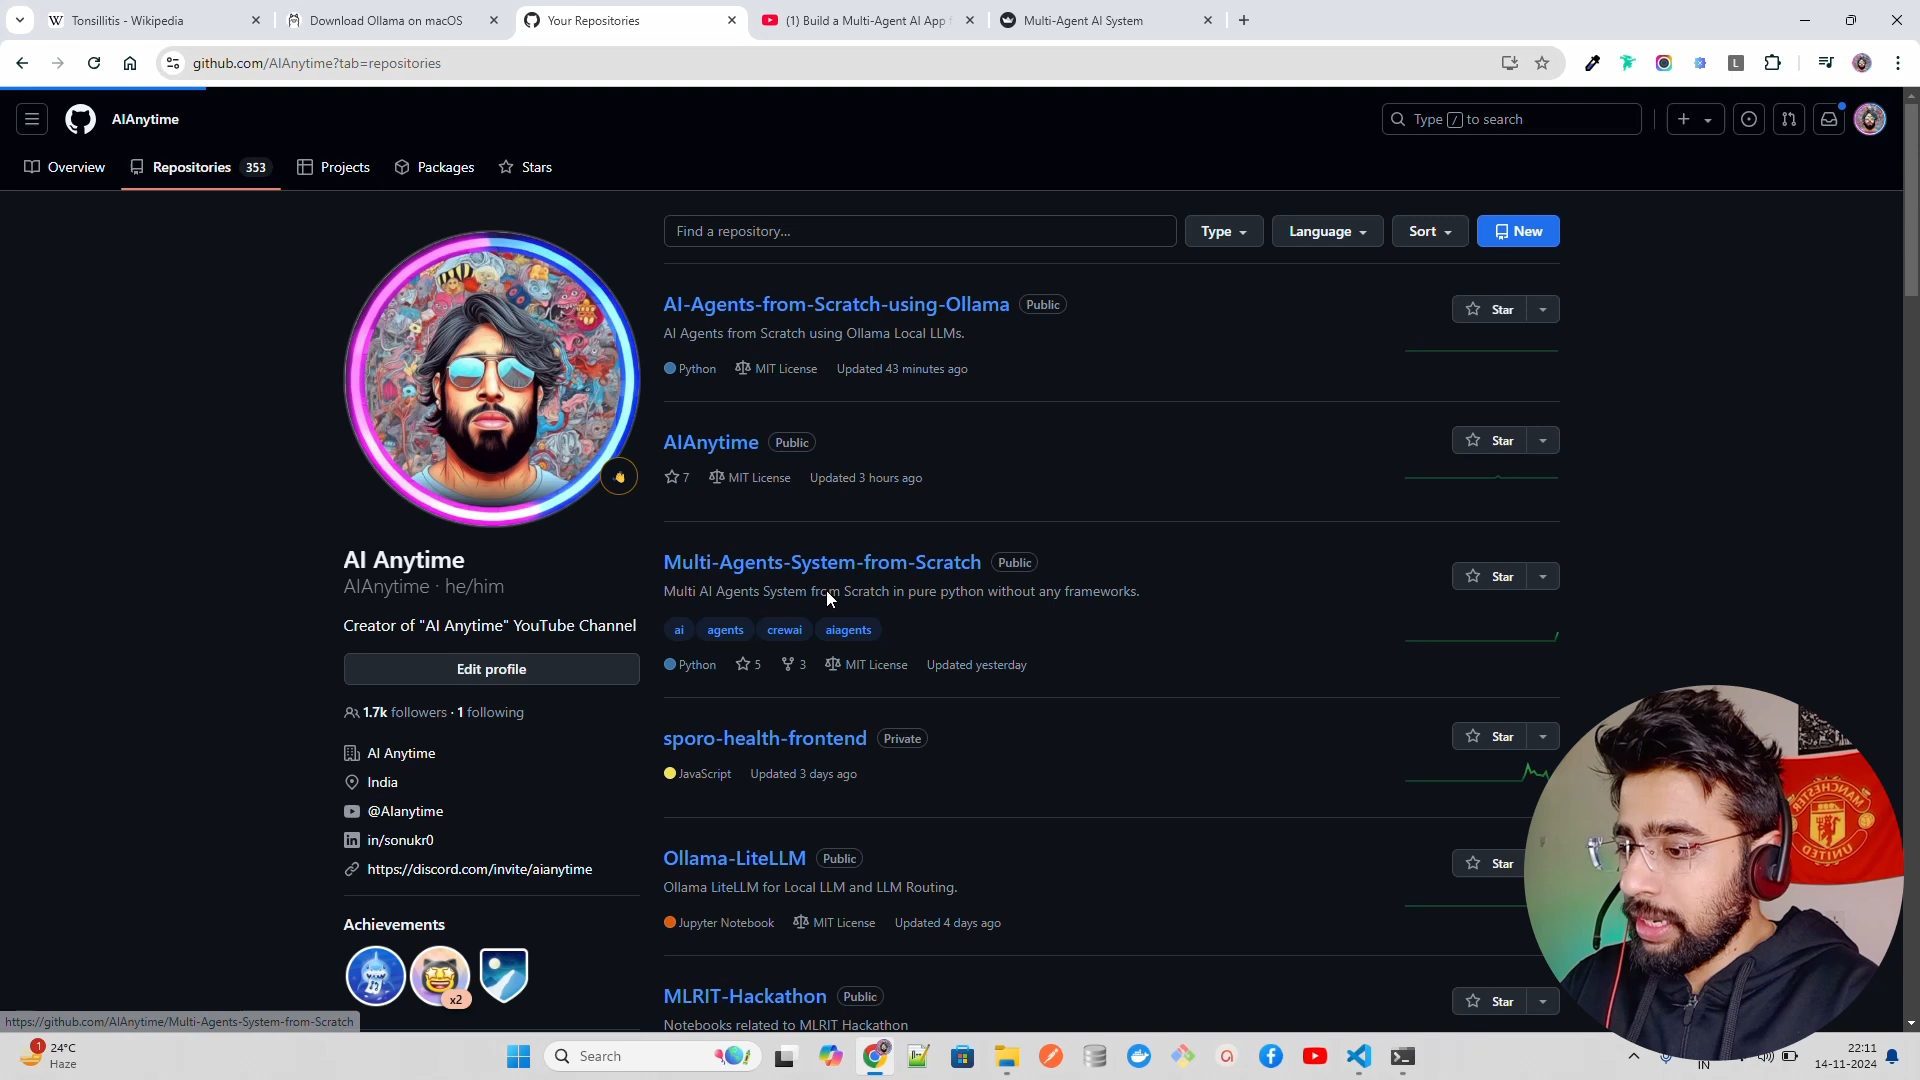 Tonsillitis - Wikipedia
Download Ollama on macOS
Your Repositories
(1) Build a Multi-Agent AI App
Multi-Agent AI System
github.com/AIAnytime?tab=repositories
AIAnytime
Type / to search
Overview
Repositories 353
Projects
Packages
Stars
Find a repository...
Type
Language
Sort
New
AI-Agents-from-Scratch-using-Ollama Public
Star
AI Agents from Scratch using Ollama Local LLMs.
Python MIT License Updated 43 minutes ago
AIAnytime Public
Star
7 MIT License Updated 3 hours ago
AI Anytime
AIAnytime · he/him
Creator of "AI Anytime" YouTube Channel
Edit profile
1.7k followers · 1 following
AI Anytime
India
@AIanytime
in/sonukr0
https://discord.com/invite/aianytime
Achievements
x2
Multi-Agents-System-from-Scratch Public
Star
Multi AI Agents System from Scratch in pure python without any frameworks.
ai agents crewai aiagents
Python 5 3 MIT License Updated yesterday
sporo-health-frontend Private
Star
JavaScript Updated 3 days ago
Ollama-LiteLLM Public
Star
Ollama LiteLLM for Local LLM and LLM Routing.
Jupyter Notebook MIT License Updated 4 days ago
MLRIT-Hackathon Public
Star
Notebooks related to MLRIT Hackathon
MANCHESTER
UNITED
https://github.com/AIAnytime/Multi-Agents-System-from-Scratch
1
24°C
Haze
Search
IN
22:11
14-11-2024